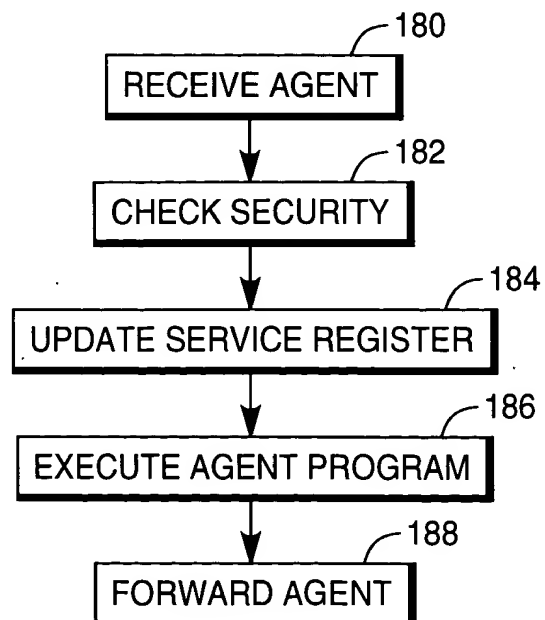 180
RECEIVE AGENT
182
CHECK SECURITY
184
UPDATE SERVICE REGISTER
186
EXECUTE AGENT PROGRAM
188
FORWARD AGENT